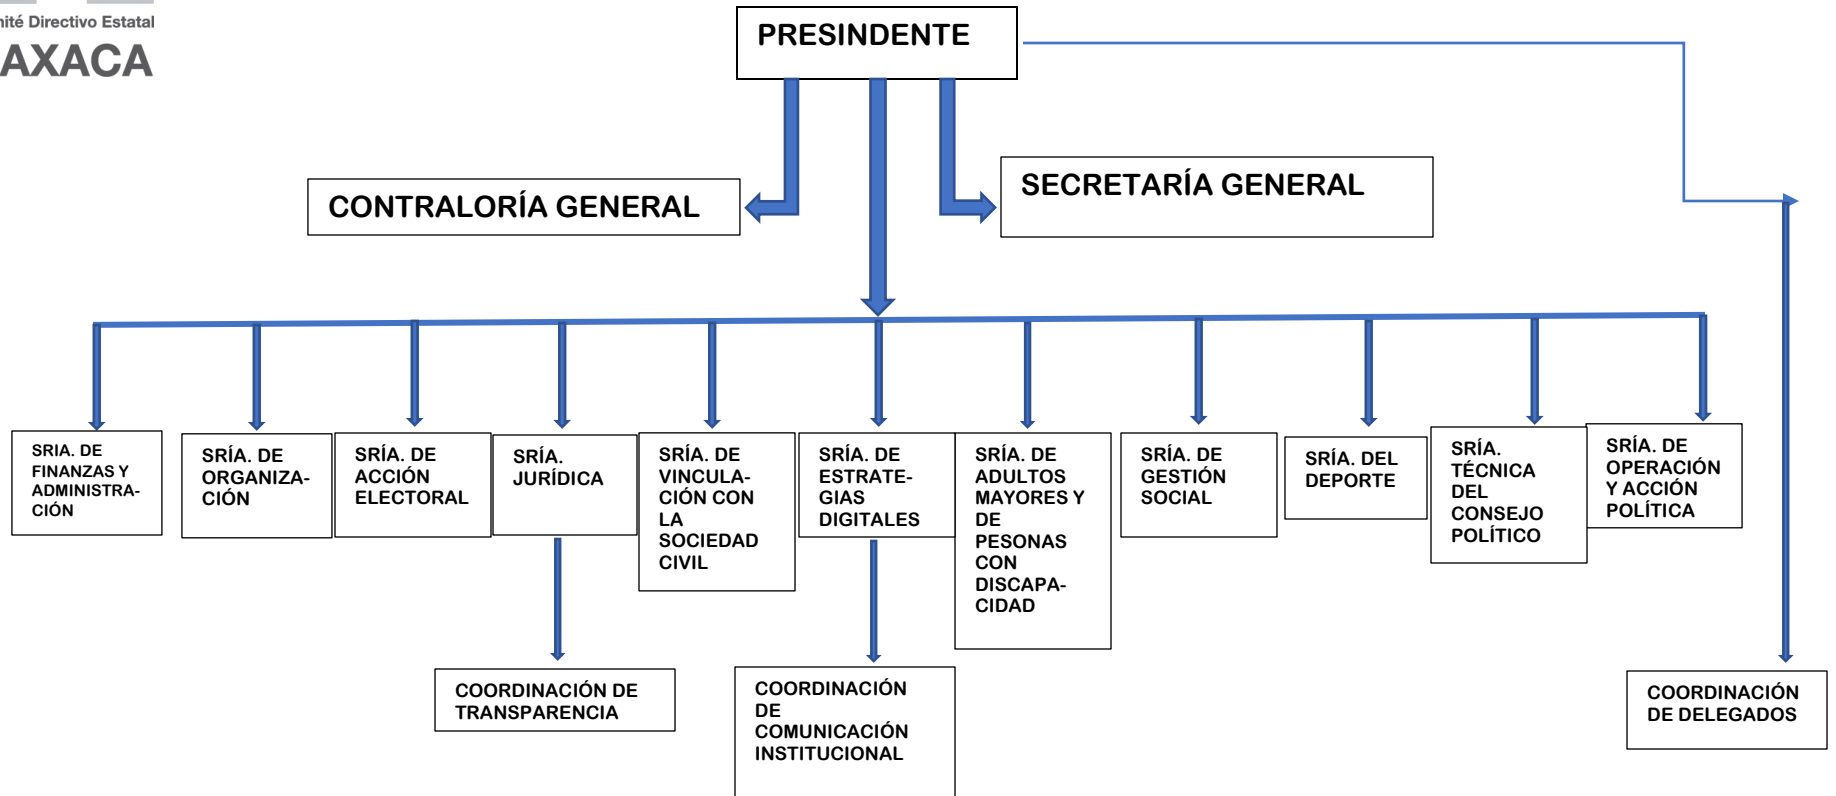 Comité Directivo Estatal
OAXACA
PRESINDENTE
SECRETARÍA GENERAL
CONTRALORÍA GENERAL
SRIA. DE
FINANZAS Y
ADMINISTRA-
CIÓN
SRÍA. DE
ORGANIZA-
CIÓN
SRÍA. DE
ACCIÓN
ELECTORAL
SRÍA.
JURÍDICA
SRÍA. DE
VINCULA-
CIÓN CON
LA
SOCIEDAD
CIVIL
SRÍA. DE
ESTRATE-
GIAS
DIGITALES
SRÍA. DE
ADULTOS
MAYORES Y
DE
PESONAS
CON
DISCAPA-
CIDAD
SRÍA. DE
GESTIÓN
SOCIAL
SRÍA. DEL
DEPORTE
SRÍA.
TÉCNICA
DEL
CONSEJO
POLÍTICO
SRÍA. DE
OPERACIÓN
Y ACCIÓN
POLÍTICA
COORDINACIÓN DE
TRANSPARENCIA
COORDINACIÓN
DE
COMUNICACIÓN
INSTITUCIONAL
COORDINACIÓN
DE DELEGADOS